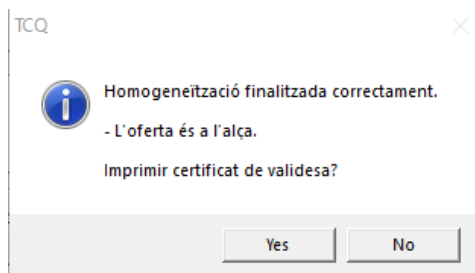 TCQ
Homogeneïtzació finalitzada correctament.
- L'oferta és a l'alça.
Imprimir certificat de validesa?
Yes
No